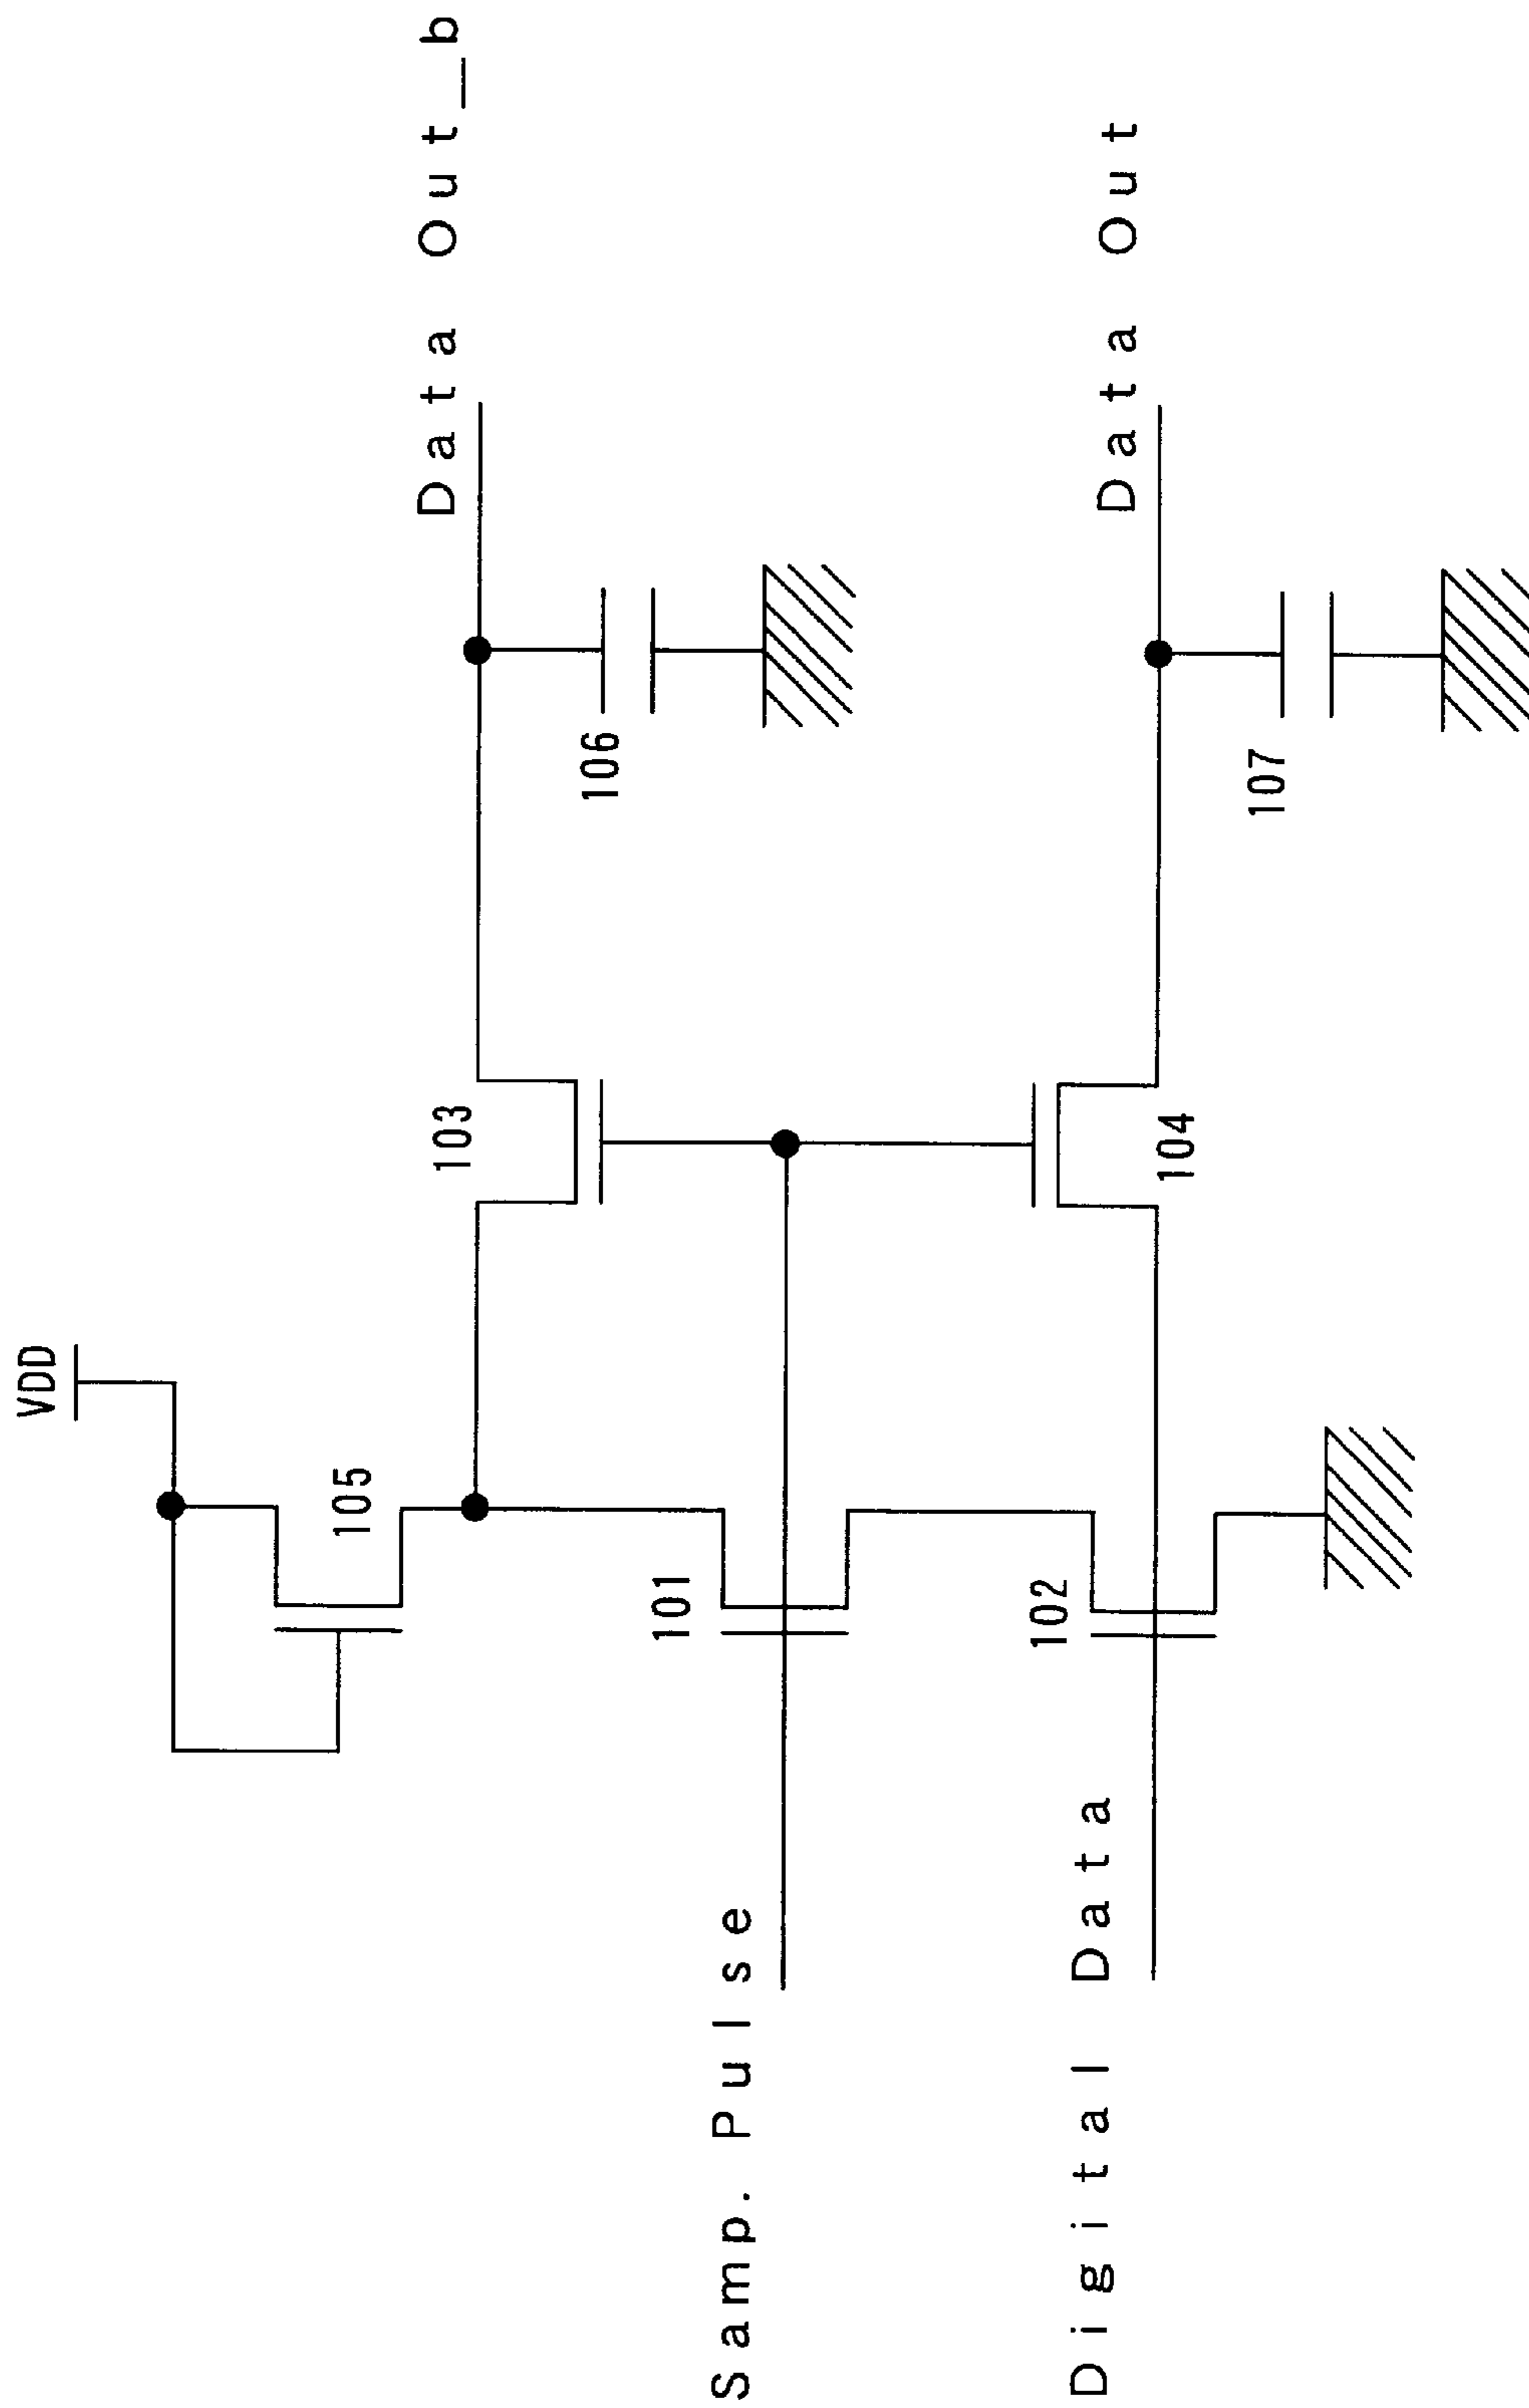 VDD
105
103
Data Out_b
106
101
Samp. Pulse
102
104
Digital Data
Data Out
107